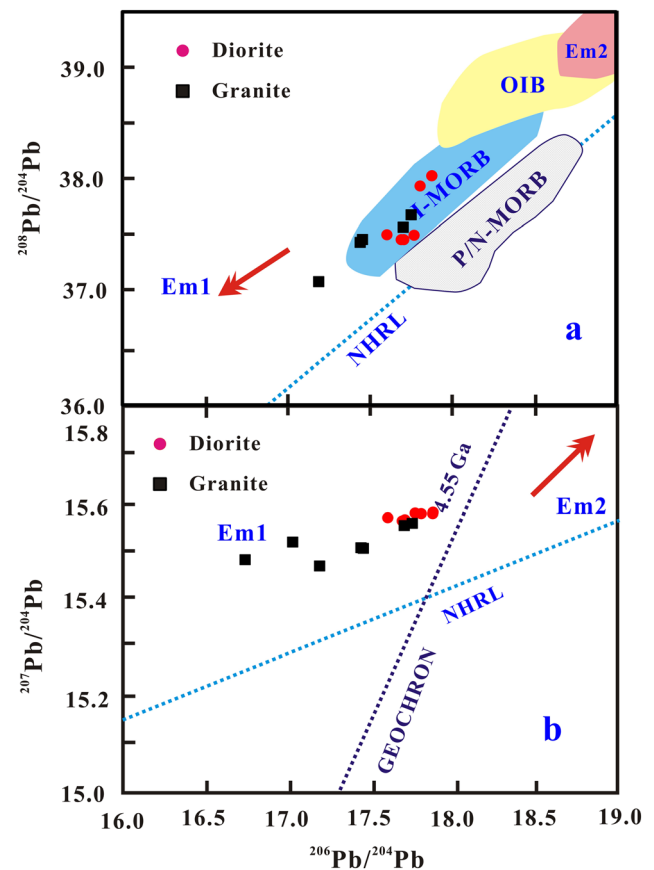 Diorite
Granite
39.0
38.0
37.0
36.0
²⁰⁸Pb/²⁰⁴Pb
Em2
OIB
I-MORB
P/N-MORB
Em1
NHRL
a
Diorite
Granite
15.8
15.6
15.4
15.2
15.0
²⁰⁷Pb/²⁰⁴Pb
4.55 Ga
Em2
Em1
NHRL
GEOCHRON
b
16.0 16.5 17.0 17.5 18.0 18.5 19.0
²⁰⁶Pb/²⁰⁴Pb